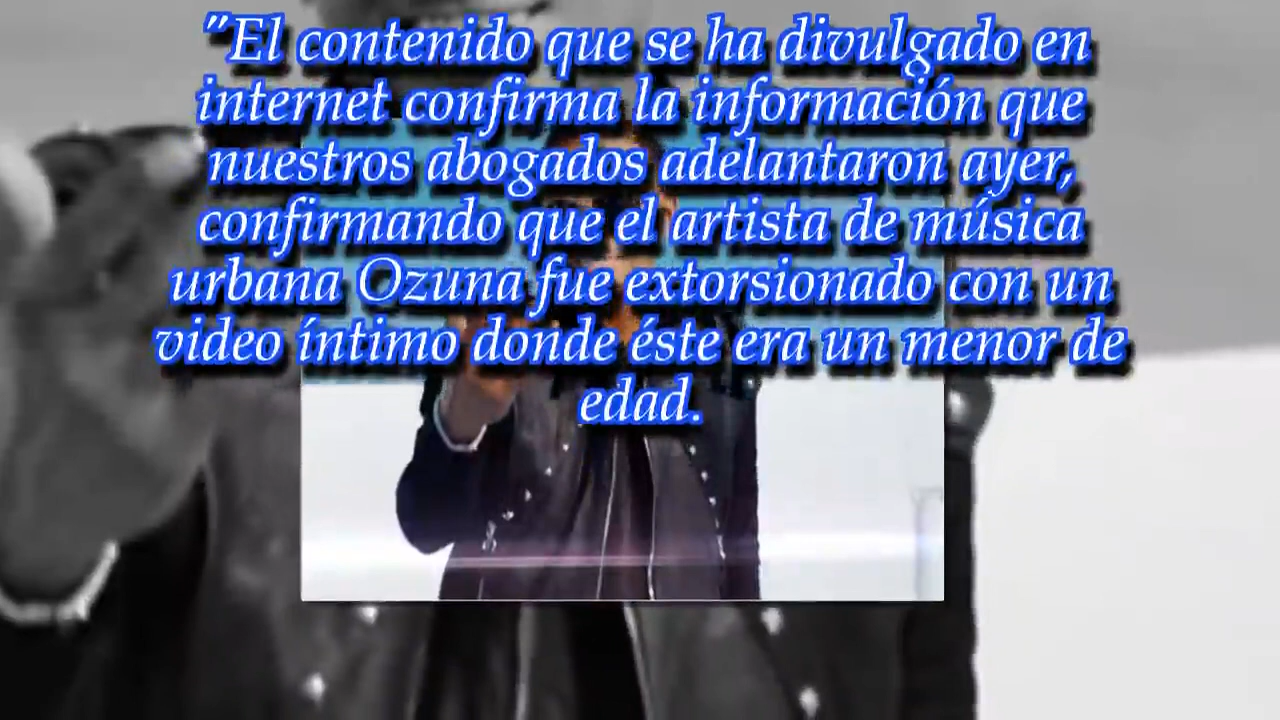 "El contenido que se ha divulgado en
internet confirma la información que
nuestros abogados adelantaron ayer,
confirmando que el artista de música
urbana Ozuna fue extorsionado con un
video íntimo donde éste era un menor de
edad.